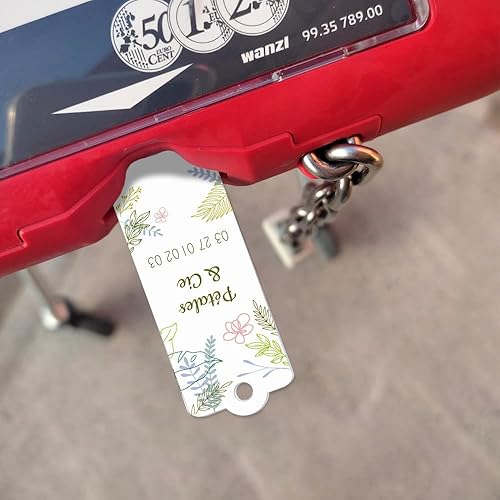 50
EURO
CENT
1
2
wanzl
99.35 789.00
Pétales
& Cie
03 27 01 02 03